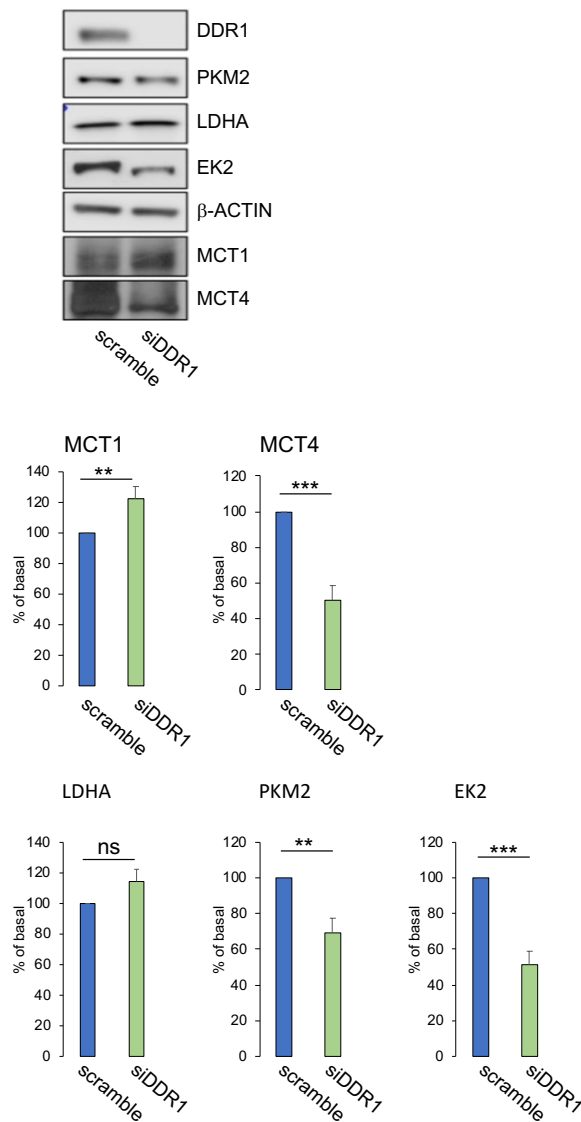 DDR1
PKM2
LDHA
EK2
β-ACTIN
MCT1
MCT4
scramble siDDR1
MCT1
140
120
100
80
60
40
20
0
% of basal
**
scramble siDDR1
MCT4
120
100
80
60
40
20
0
% of basal
***
scramble siDDR1
LDHA
140
120
100
80
60
40
20
0
% of basal
ns
scramble siDDR1
PKM2
120
100
80
60
40
20
0
% of basal
**
scramble siDDR1
EK2
120
100
80
60
40
20
0
% of basal
***
scramble siDDR1